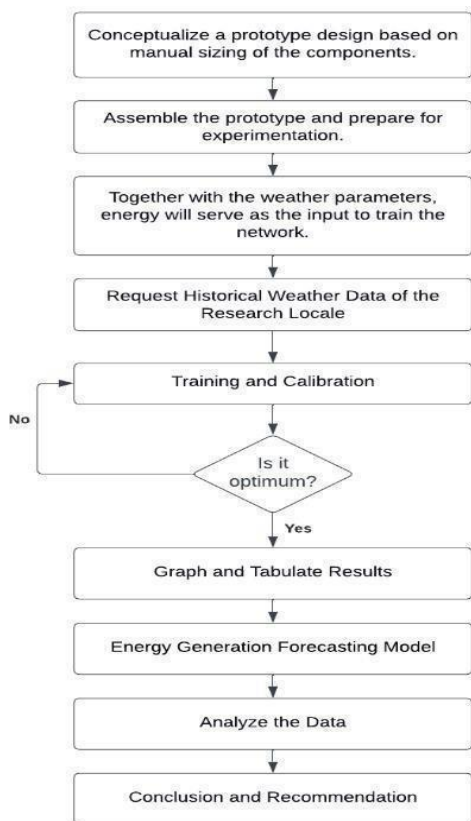 Conceptualize a prototype design based on
manual sizing of the components.
Assemble the prototype and prepare for
experimentation.
Together with the weather parameters,
energy will serve as the input to train the
network.
Request Historical Weather Data of the
Research Locale
Training and Calibration
No
Is it
optimum?
Yes
Graph and Tabulate Results
Energy Generation Forecasting Model
Analyze the Data
Conclusion and Recommendation